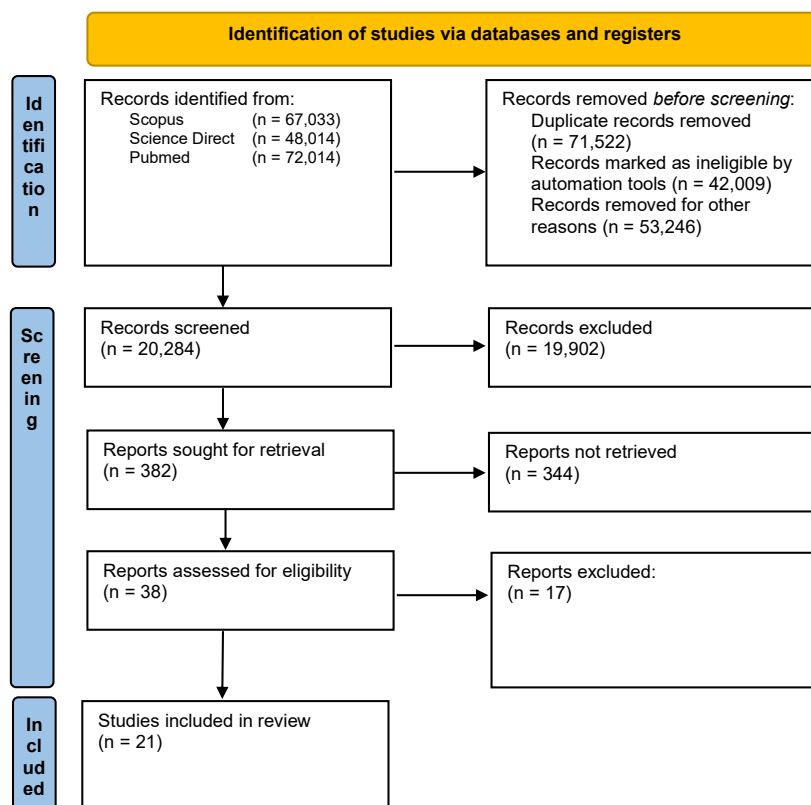 Identification of studies via databases and registers
Id
en
tifi
ca
tio
n
Records identified from:
Scopus (n = 67,033)
Science Direct (n = 48,014)
Pubmed (n = 72,014)
Records removed before screening:
Duplicate records removed
(n = 71,522)
Records marked as ineligible by
automation tools (n = 42,009)
Records removed for other
reasons (n = 53,246)
Sc
re
en
in
g
Records screened
(n = 20,284)
Records excluded
(n = 19,902)
Reports sought for retrieval
(n = 382)
Reports not retrieved
(n = 344)
Reports assessed for eligibility
(n = 38)
Reports excluded:
(n = 17)
In
cl
ud
ed
Studies included in review
(n = 21)